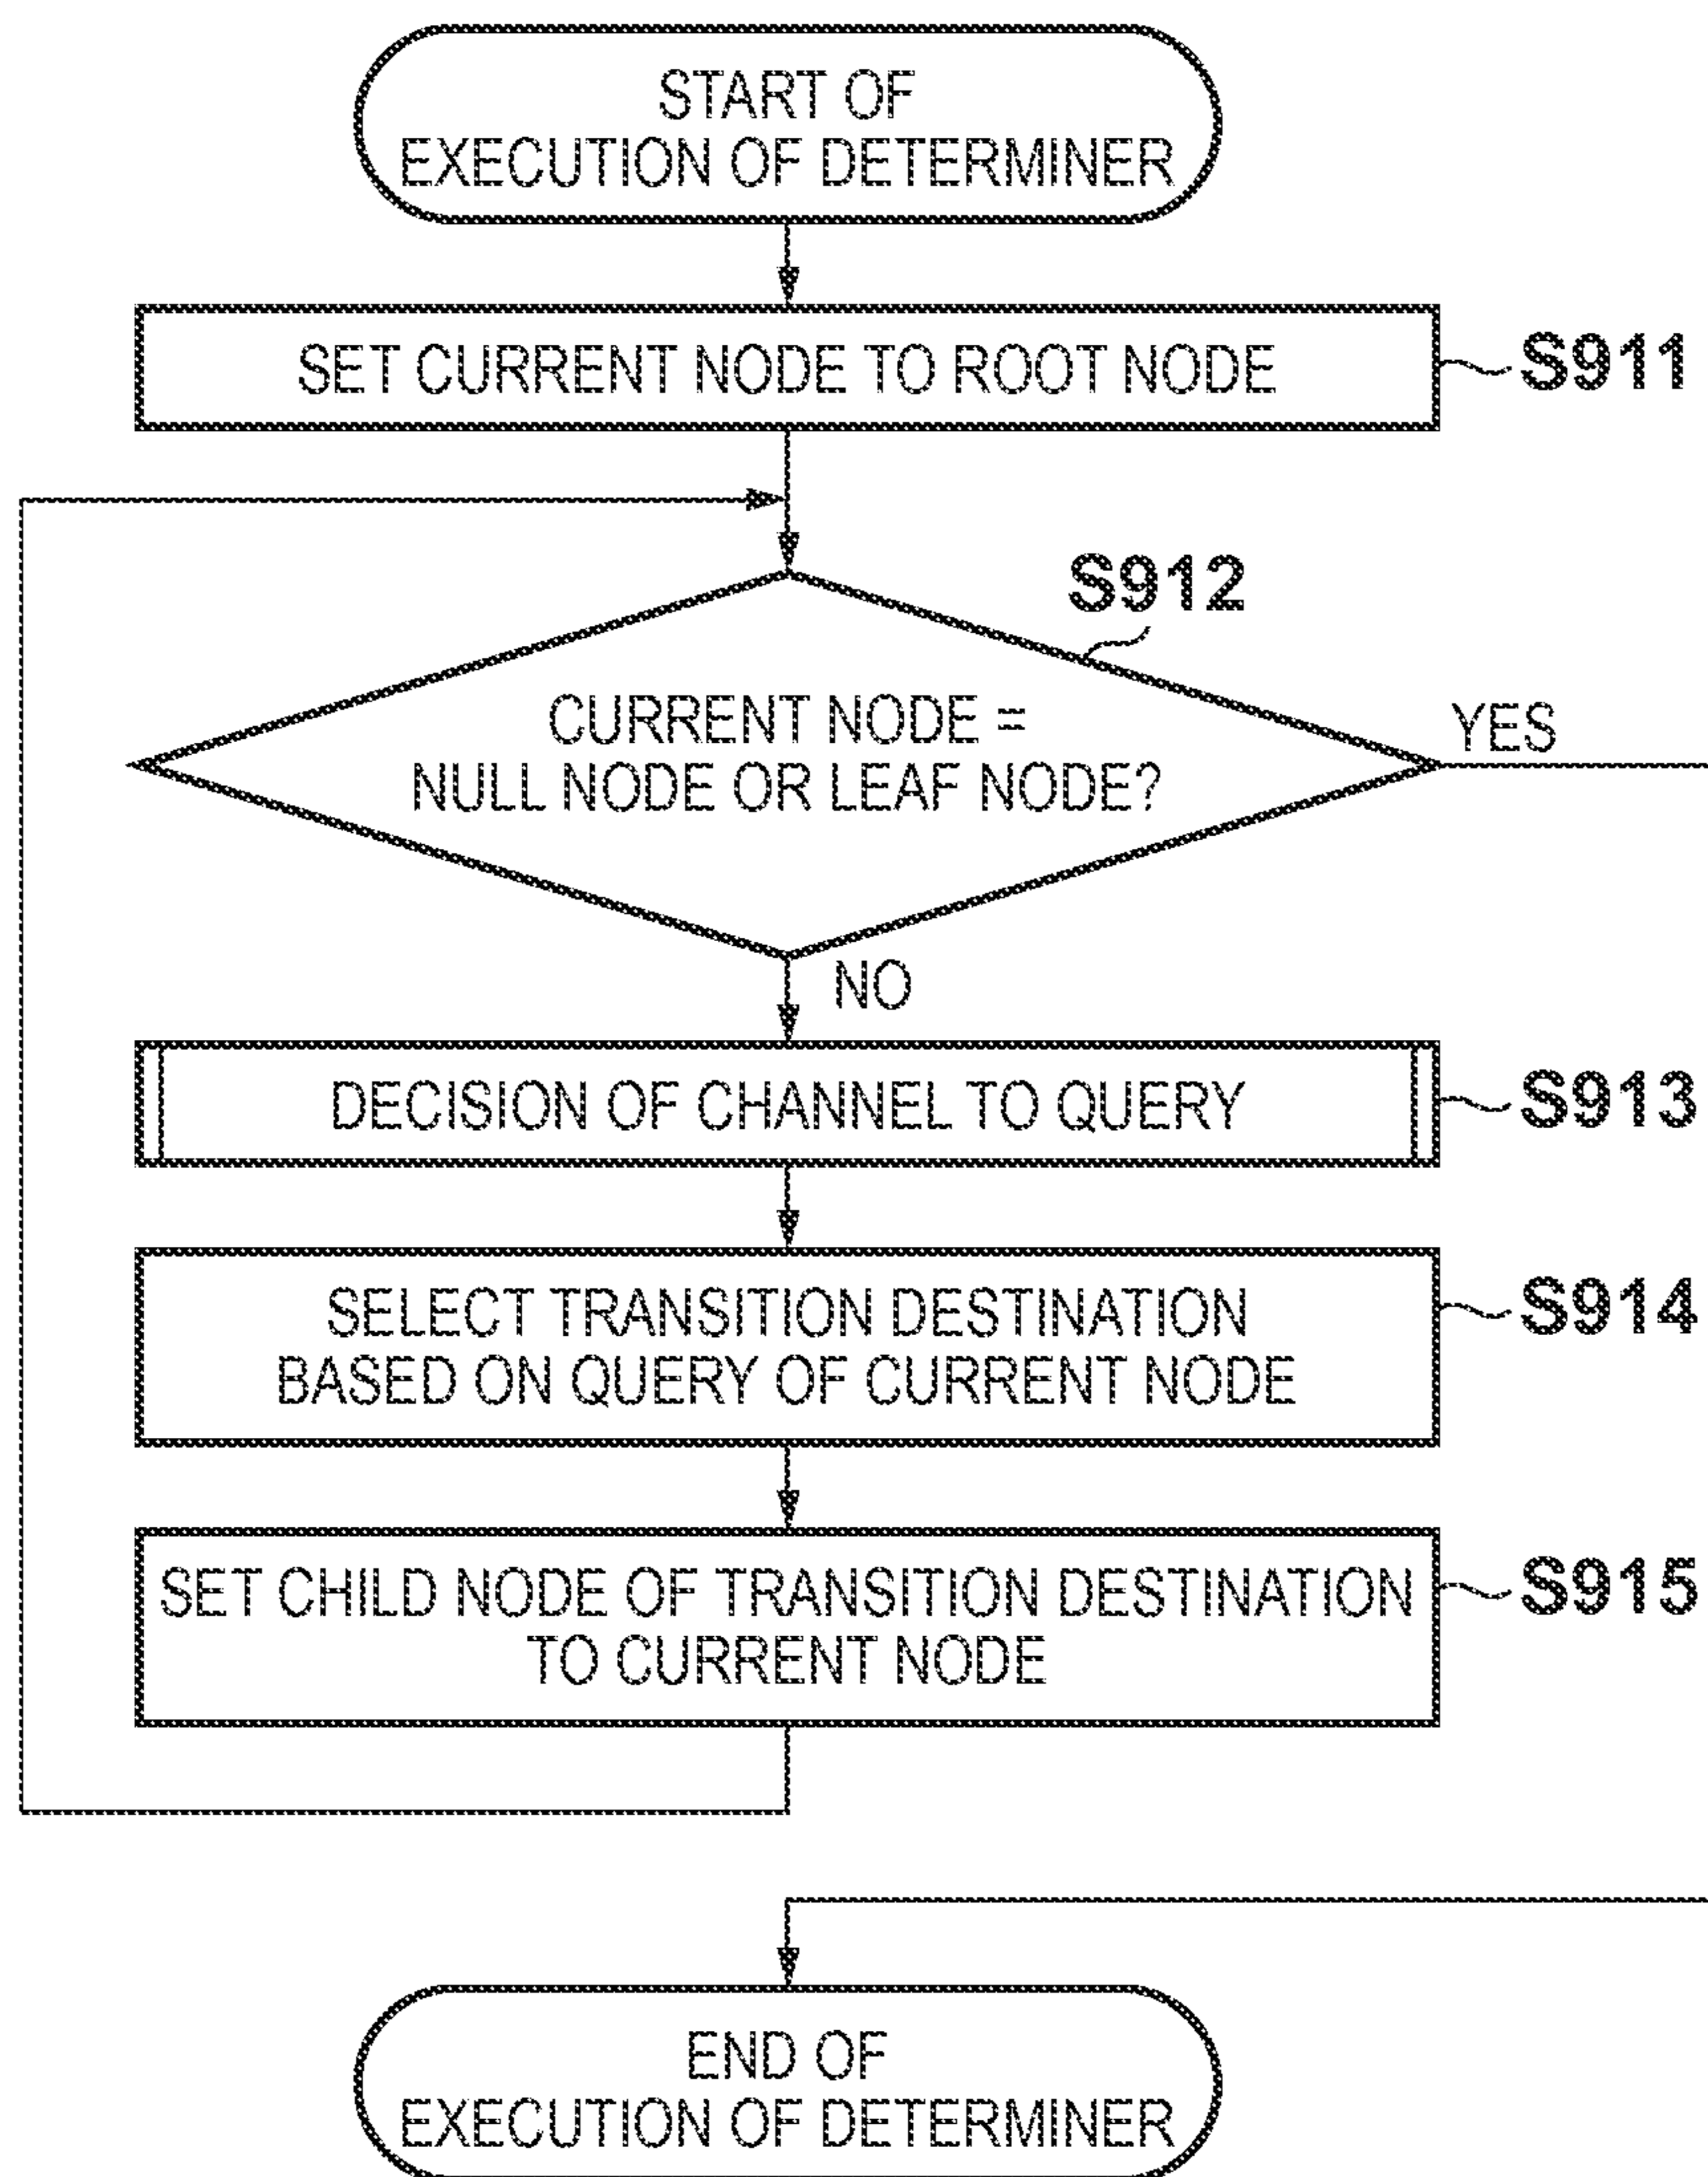 START OF
EXECUTION OF DETERMINER
SET CURRENT NODE TO ROOT NODE
S911
S912
CURRENT NODE =
NULL NODE OR LEAF NODE?
YES
NO
DECISION OF CHANNEL TO QUERY
S913
SELECT TRANSITION DESTINATION
BASED ON QUERY OF CURRENT NODE
S914
SET CHILD NODE OF TRANSITION DESTINATION
TO CURRENT NODE
S915
END OF
EXECUTION OF DETERMINER